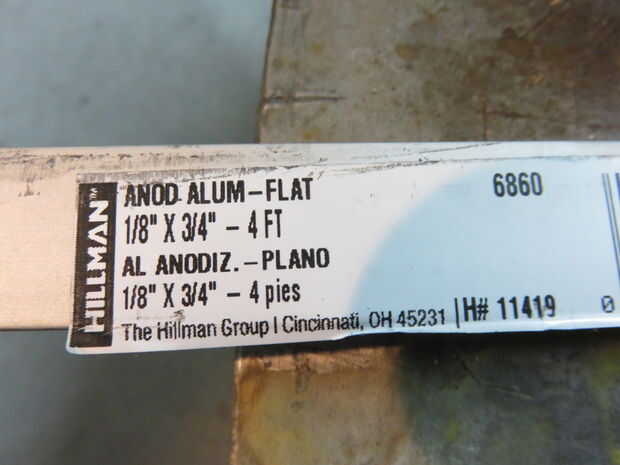 HILLMAN™
ANOD ALUM-FLAT 6860
1/8" X 3/4" - 4 FT
AL ANODIZ.-PLANO
1/8" X 3/4" - 4 pies
The Hillman Group | Cincinnati, OH 45231 | H# 11419 0